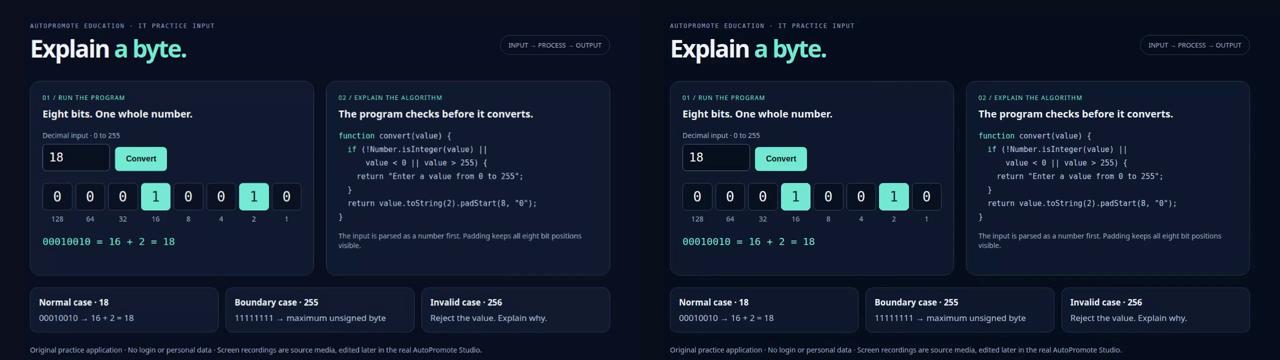 AUTOPROMOTE EDUCATION · IT PRACTICE INPUT
Explain a byte.
INPUT → PROCESS → OUTPUT
01 / RUN THE PROGRAM
Eight bits. One whole number.
Decimal input · 0 to 255
18
Convert
0 0 0 1 0 0 1 0
128 64 32 16 8 4 2 1
00010010 = 16 + 2 = 18
02 / EXPLAIN THE ALGORITHM
The program checks before it converts.
function convert(value) {
if (!Number.isInteger(value) ||
value < 0 || value > 255) {
return "Enter a value from 0 to 255";
}
return value.toString(2).padStart(8, "0");
}
The input is parsed as a number first. Padding keeps all eight bit positions
visible.
Normal case · 18
00010010 → 16 + 2 = 18
Boundary case · 255
11111111 → maximum unsigned byte
Invalid case · 256
Reject the value. Explain why.
Original practice application · No login or personal data · Screen recordings are source media, edited later in the real AutoPromote Studio.
AUTOPROMOTE EDUCATION · IT PRACTICE INPUT
Explain a byte.
INPUT → PROCESS → OUTPUT
01 / RUN THE PROGRAM
Eight bits. One whole number.
Decimal input · 0 to 255
18
Convert
0 0 0 1 0 0 1 0
128 64 32 16 8 4 2 1
00010010 = 16 + 2 = 18
02 / EXPLAIN THE ALGORITHM
The program checks before it converts.
function convert(value) {
if (!Number.isInteger(value) ||
value < 0 || value > 255) {
return "Enter a value from 0 to 255";
}
return value.toString(2).padStart(8, "0");
}
The input is parsed as a number first. Padding keeps all eight bit positions
visible.
Normal case · 18
00010010 → 16 + 2 = 18
Boundary case · 255
11111111 → maximum unsigned byte
Invalid case · 256
Reject the value. Explain why.
Original practice application · No login or personal data · Screen recordings are source media, edited later in the real AutoPromote Studio.